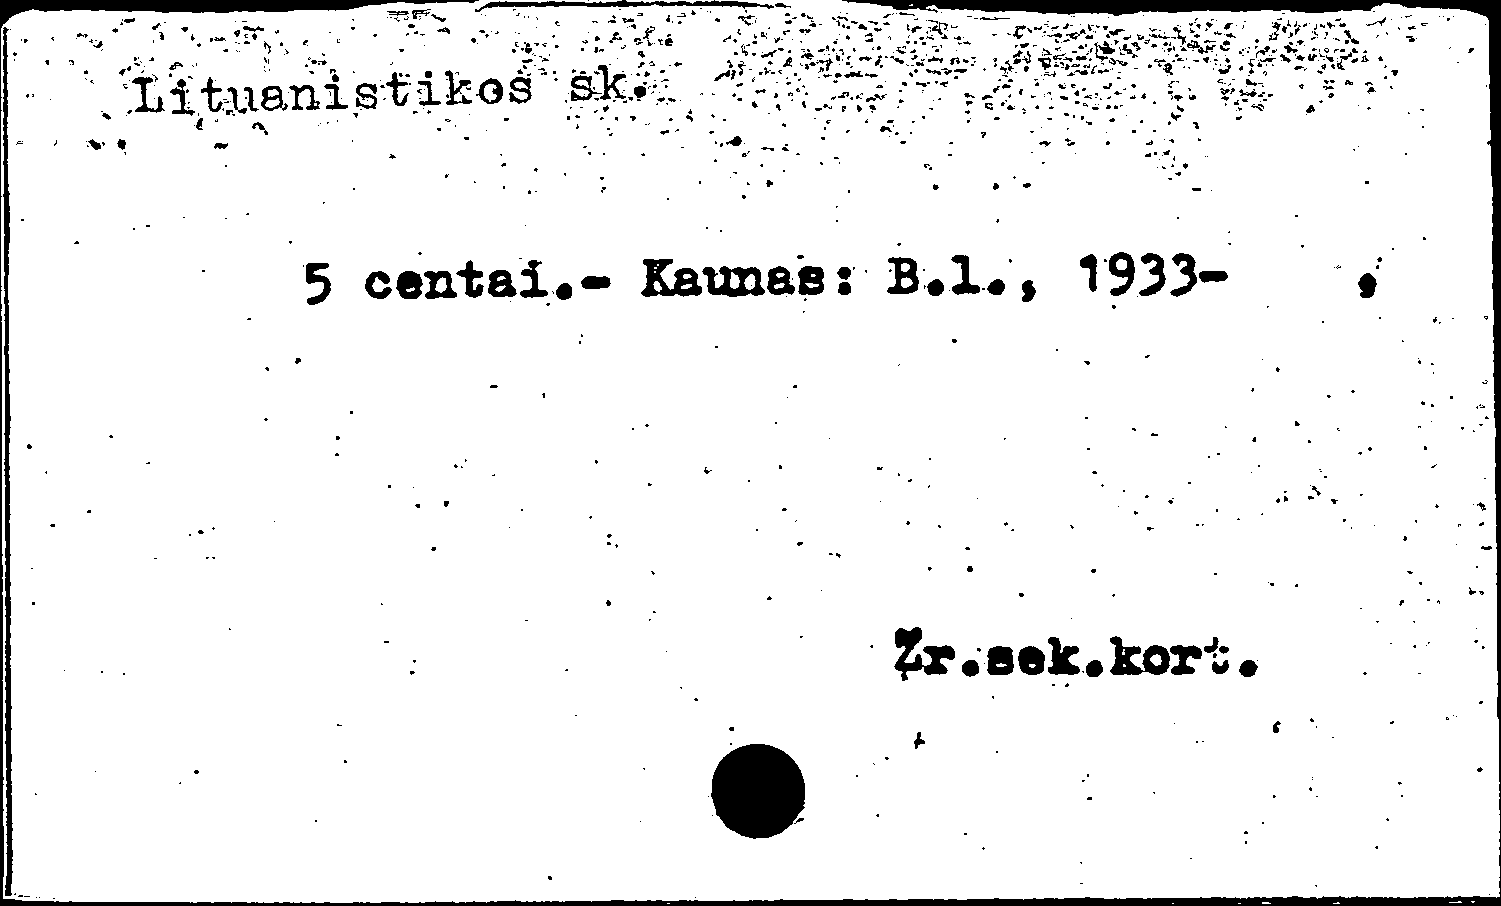 Lituanistikos sk.
5 centai.- Kaunas: B.l., 1933-     ,
Žr.sek.kort.